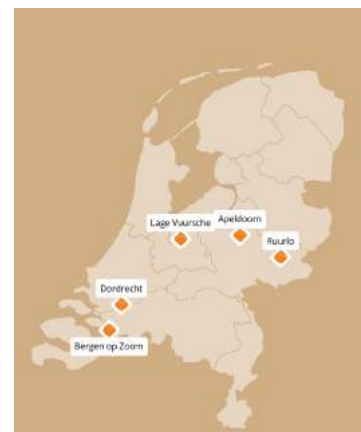 Lage Vuursche
Apeldoorn
Ruurlo
Dordrecht
Bergen op Zoom